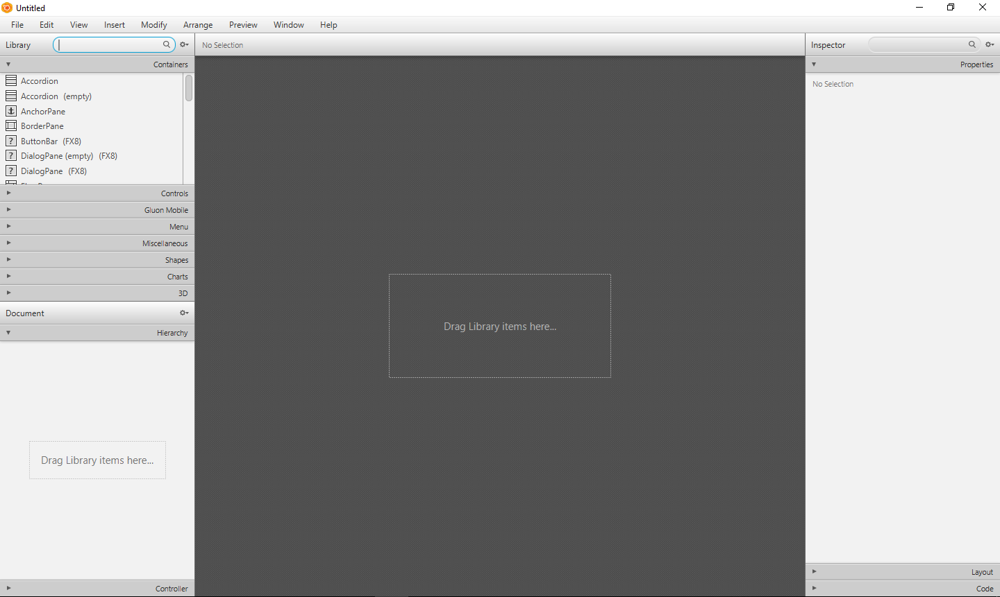 Untitled
File Edit View Insert Modify Arrange Preview Window Help
Library
No Selection
Inspector
Containers
Accordion
Accordion (empty)
AnchorPane
BorderPane
ButtonBar (FX8)
DialogPane (empty) (FX8)
DialogPane (FX8)
Controls
Gluon Mobile
Menu
Miscellaneous
Shapes
Charts
3D
Document
Hierarchy
Drag Library items here...
Controller
Drag Library items here...
Properties
No Selection
Layout
Code